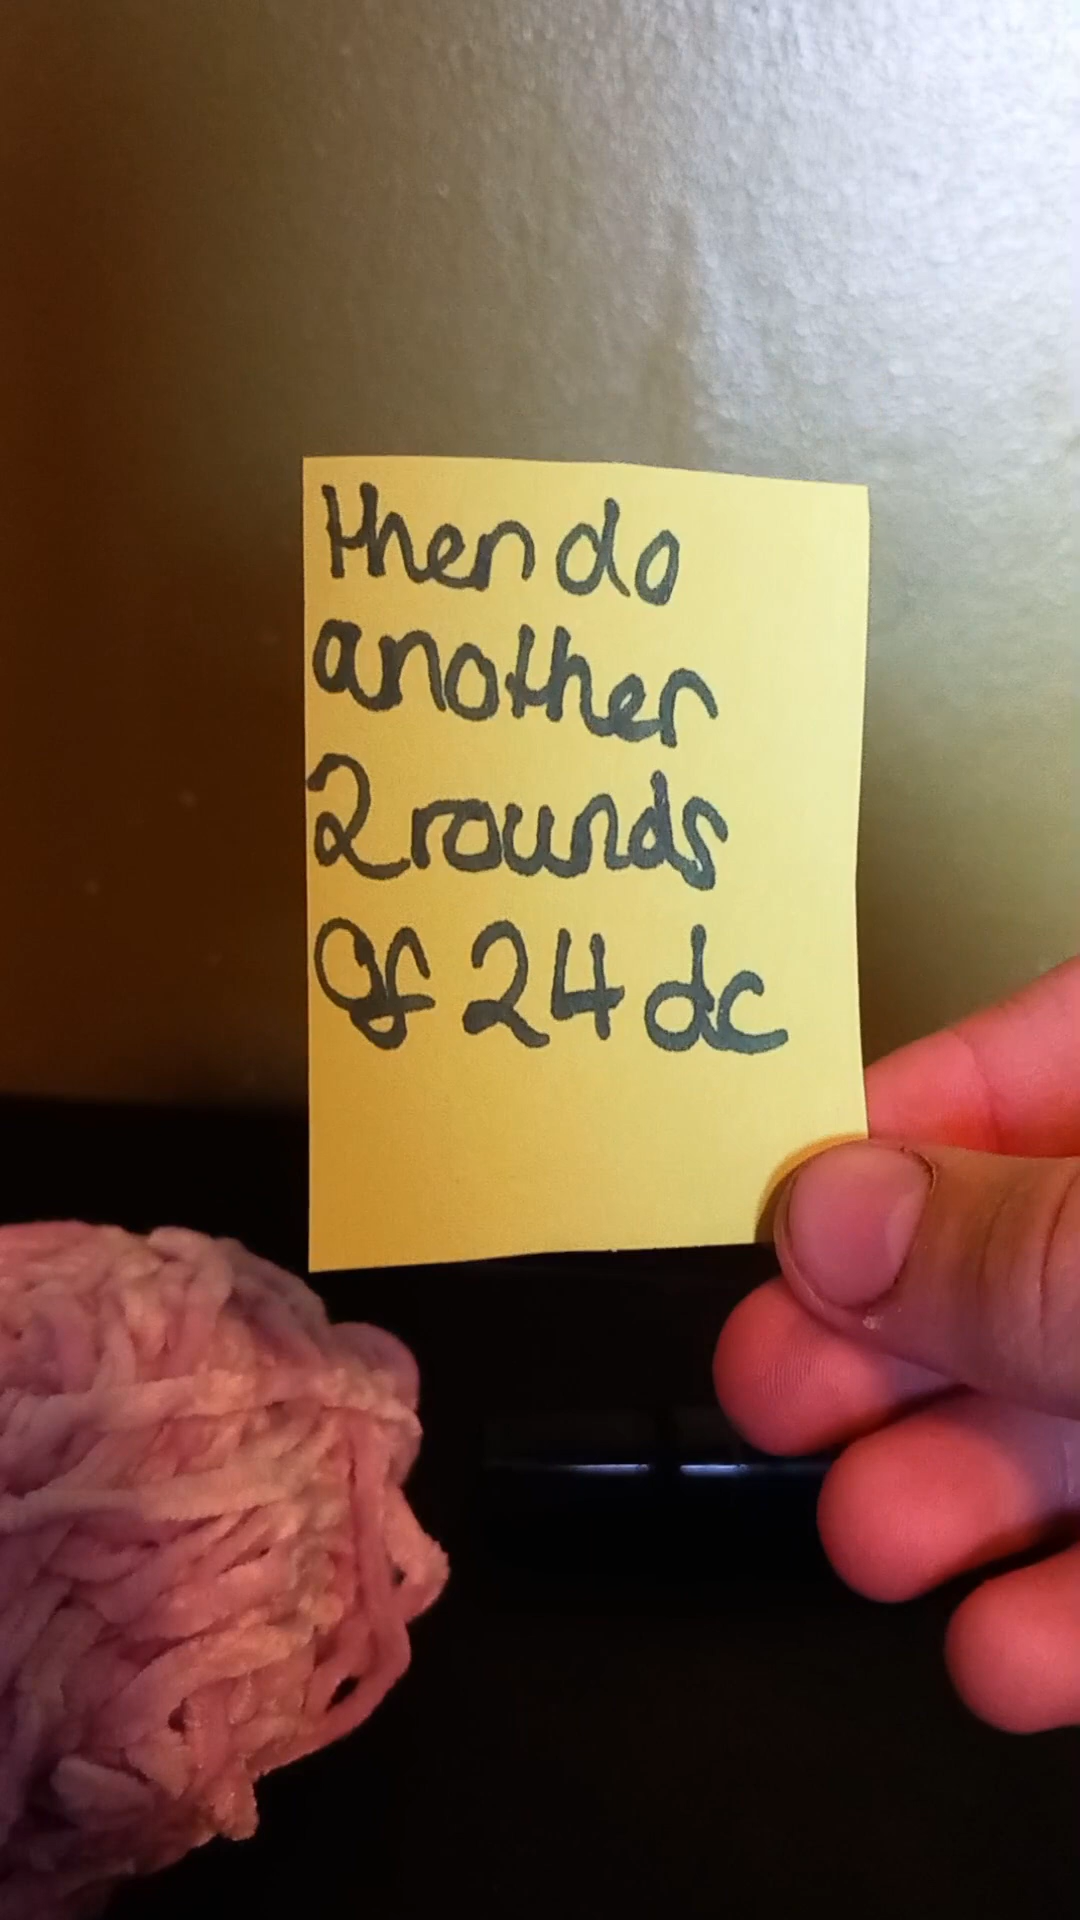 then do
another
2 rounds
of 24 dc